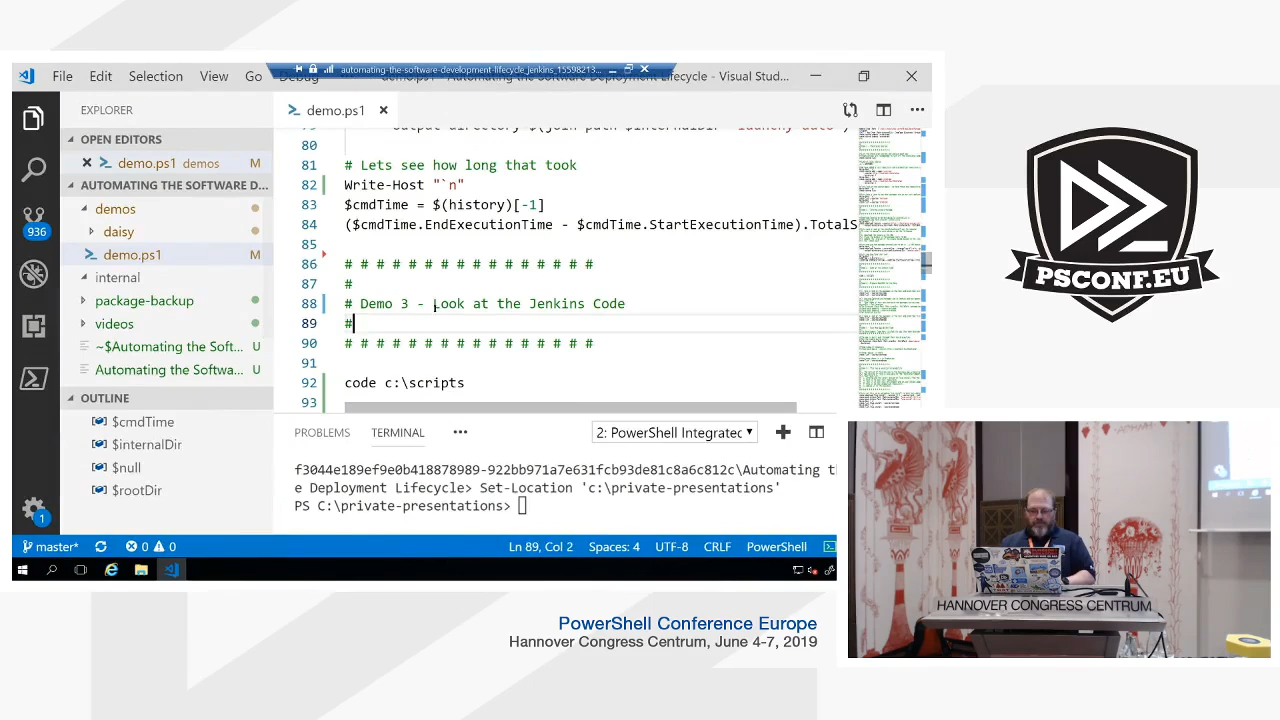 File Edit Selection View Go Debug
automating-the-software-development-lifecycle_jenkins_15598213...
Automating the Software Deployment Lifecycle - Visual Stud...
EXPLORER
demo.ps1
OPEN EDITORS
demo.ps1 M
AUTOMATING THE SOFTWARE D...
daisy
demo.ps1 M
package-backup
videos
~$Automating the Softwa... U
Automating the Softwa... U
OUTLINE
$cmdTime
$internalDir
$null
$rootDir
936
1
80
81 # Lets see how long that took
82 Write-Host "`n`n"
83 $cmdTime = $(history)[-1]
84 ($cmdTime.EndExecutionTime - $cmdTime.StartExecutionTime).TotalS
85
86 # # # # # # # # # # # # # # # #
87 #
88 # Demo 3 - Look at the Jenkins Code
89 #
90 # # # # # # # # # # # # # # # #
91
92 code c:\scripts
93
PROBLEMS TERMINAL ••• 2: PowerShell Integratec
f3044e189ef9e0b418878989-922bb971a7e631fcb93de81c8a6c812c\Automating th
e Deployment Lifecycle> Set-Location 'c:\private-presentations'
PS C:\private-presentations>
master* 0 0 Ln 89, Col 2 Spaces: 4 UTF-8 CRLF PowerShell
PSCONF.EU
HANNOVER CONGRESS CENTRUM
PowerShell Conference Europe
Hannover Congress Centrum, June 4-7, 2019